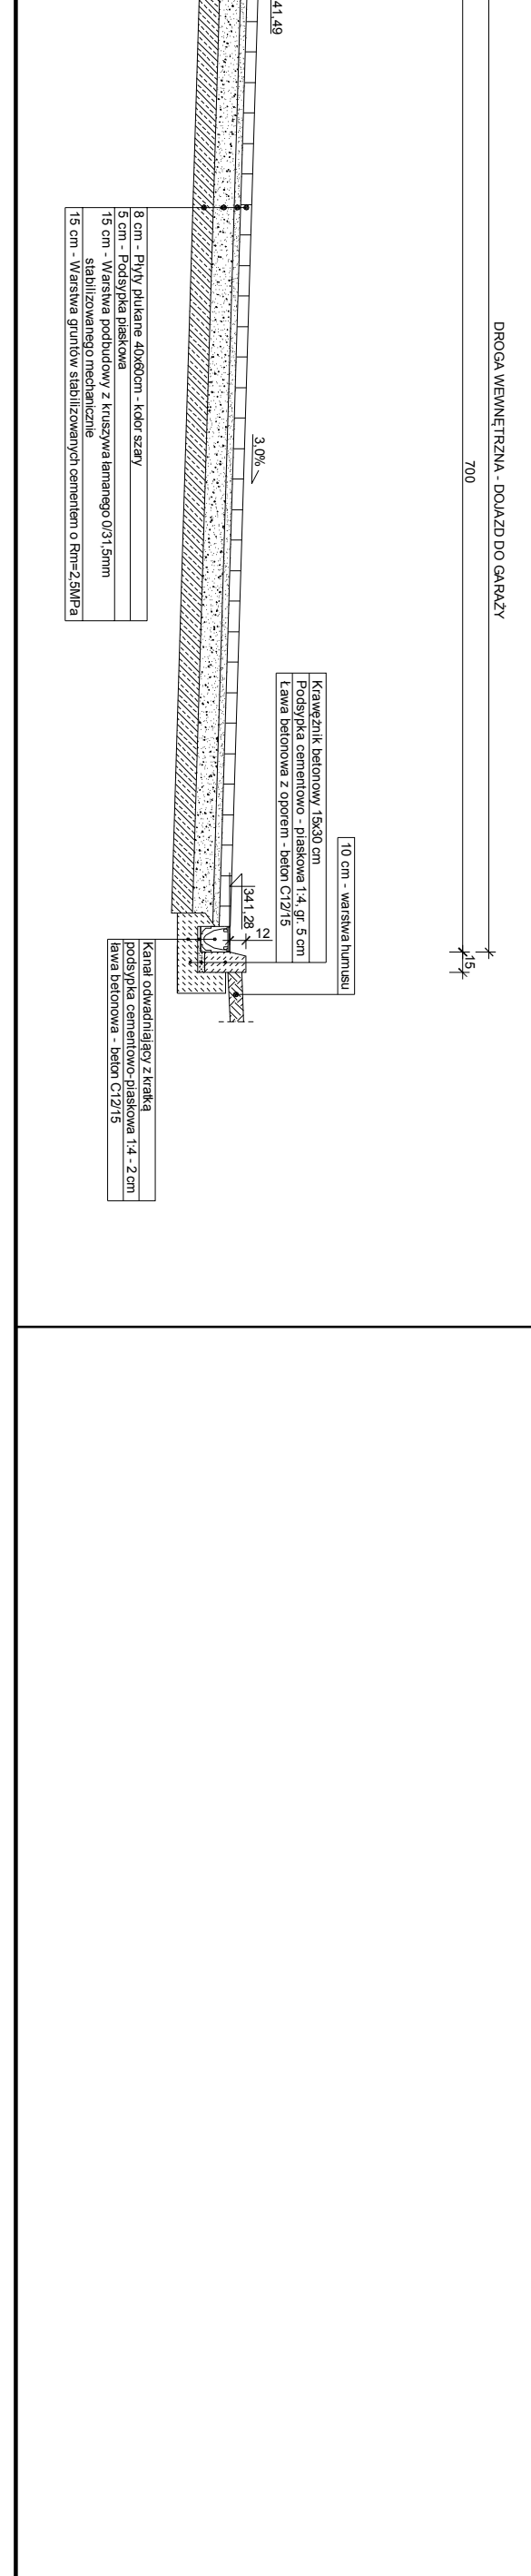 DROGA WEWNĘTRZNA - DOJAZD DO GARAŻY
700
15
41,49
3,0%
10 cm - warstwa humusu
Krawężnik betonowy 15x30 cm
Podsypka cementowo - piaskowa 1:4, gr. 5 cm
Ława betonowa z oporem - beton C12/15
341,28
12
8 cm - Płyty płukane 40x60cm - kolor szary
5 cm - Podsypka piaskowa
15 cm - Warstwa podbudowy z kruszywa łamanego 0/31,5mm
stabilizowanego mechanicznie
15 cm - Warstwa gruntów stabilizowanych cementem o Rm=2,5MPa
Kanał odwadniający z kratką
podsypka cementowo-piaskowa 1:4 - 2 cm
ława betonowa - beton C12/15